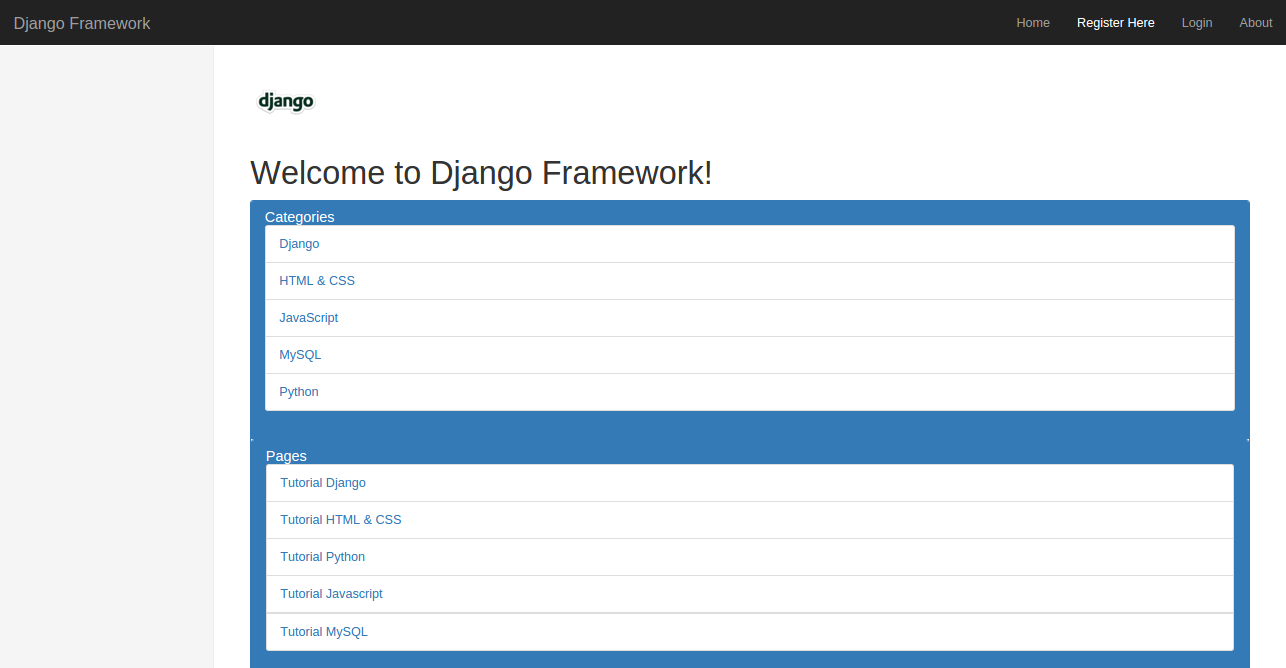 Django Framework Home Register Here Login About
django
Welcome to Django Framework!
Categories
Django
HTML & CSS
JavaScript
MySQL
Python
Pages
Tutorial Django
Tutorial HTML & CSS
Tutorial Python
Tutorial Javascript
Tutorial MySQL